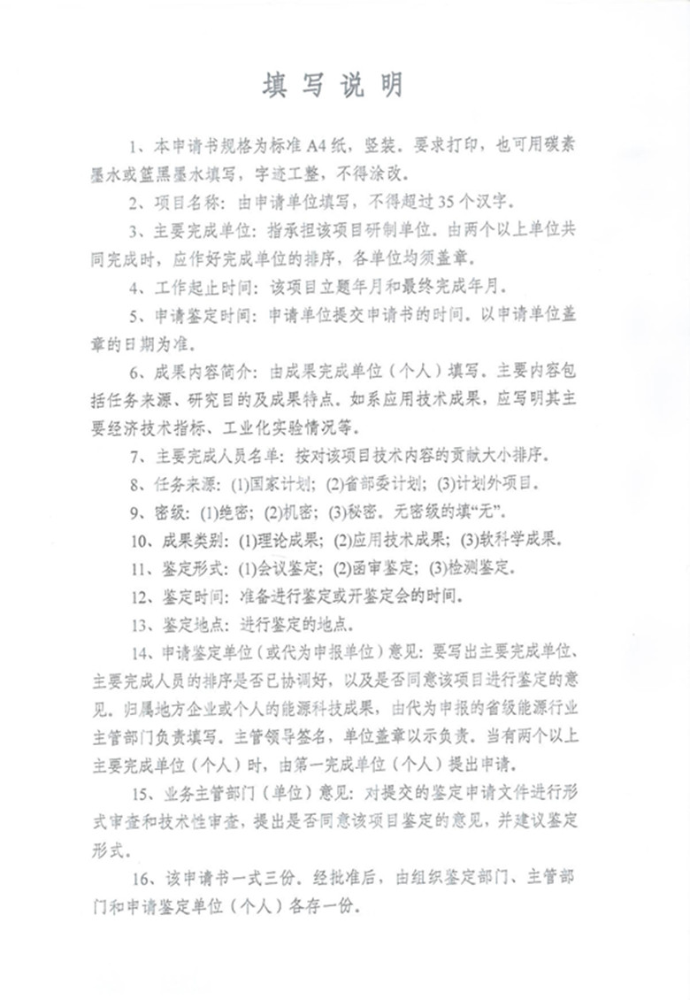 填写说明
1、本申请书规格为标准 A4 纸，竖装。要求打印，也可用碳素
墨水或蓝黑墨水填写，字迹工整，不得涂改。
2、项目名称：由申请单位填写，不得超过 35 个汉字。
3、主要完成单位：指承担该项目研制单位。由两个以上单位共
同完成时，应作好完成单位的排序，各单位均须盖章。
4、工作起止时间：该项目立题年月和最终完成年月。
5、申请鉴定时间：申请单位提交申请书的时间。以申请单位盖
章的日期为准。
6、成果内容简介：由成果完成单位（个人）填写。主要内容包
括任务来源、研究目的及成果特点。如系应用技术成果，应写明其主
要经济技术指标、工业化实验情况等。
7、主要完成人员名单：按对该项目技术内容的贡献大小排序。
8、任务来源：(1)国家计划；(2)省部委计划；(3)计划外项目。
9、密级：(1)绝密；(2)机密；(3)秘密。无密级的填“无”。
10、成果类别：(1)理论成果；(2)应用技术成果；(3)软科学成果。
11、鉴定形式：(1)会议鉴定；(2)函审鉴定；(3)检测鉴定。
12、鉴定时间：准备进行鉴定或开鉴定会的时间。
13、鉴定地点：进行鉴定的地点。
14、申请鉴定单位（或代为申报单位）意见：要写出主要完成单位、
主要完成人员的排序是否已协调好，以及是否同意该项目进行鉴定的意
见。归属地方企业或个人的能源科技成果，由代为申报的省级能源行业
主管部门负责填写。主管领导签名，单位盖章以示负责。当有两个以上
主要完成单位（个人）时，由第一完成单位（个人）提出申请。
15、业务主管部门（单位）意见：对提交的鉴定申请文件进行形
式审查和技术性审查，提出是否同意该项目鉴定的意见，并建议鉴定
形式。
16、该申请书一式三份。经批准后，由组织鉴定部门、主管部
门和申请鉴定单位（个人）各存一份。